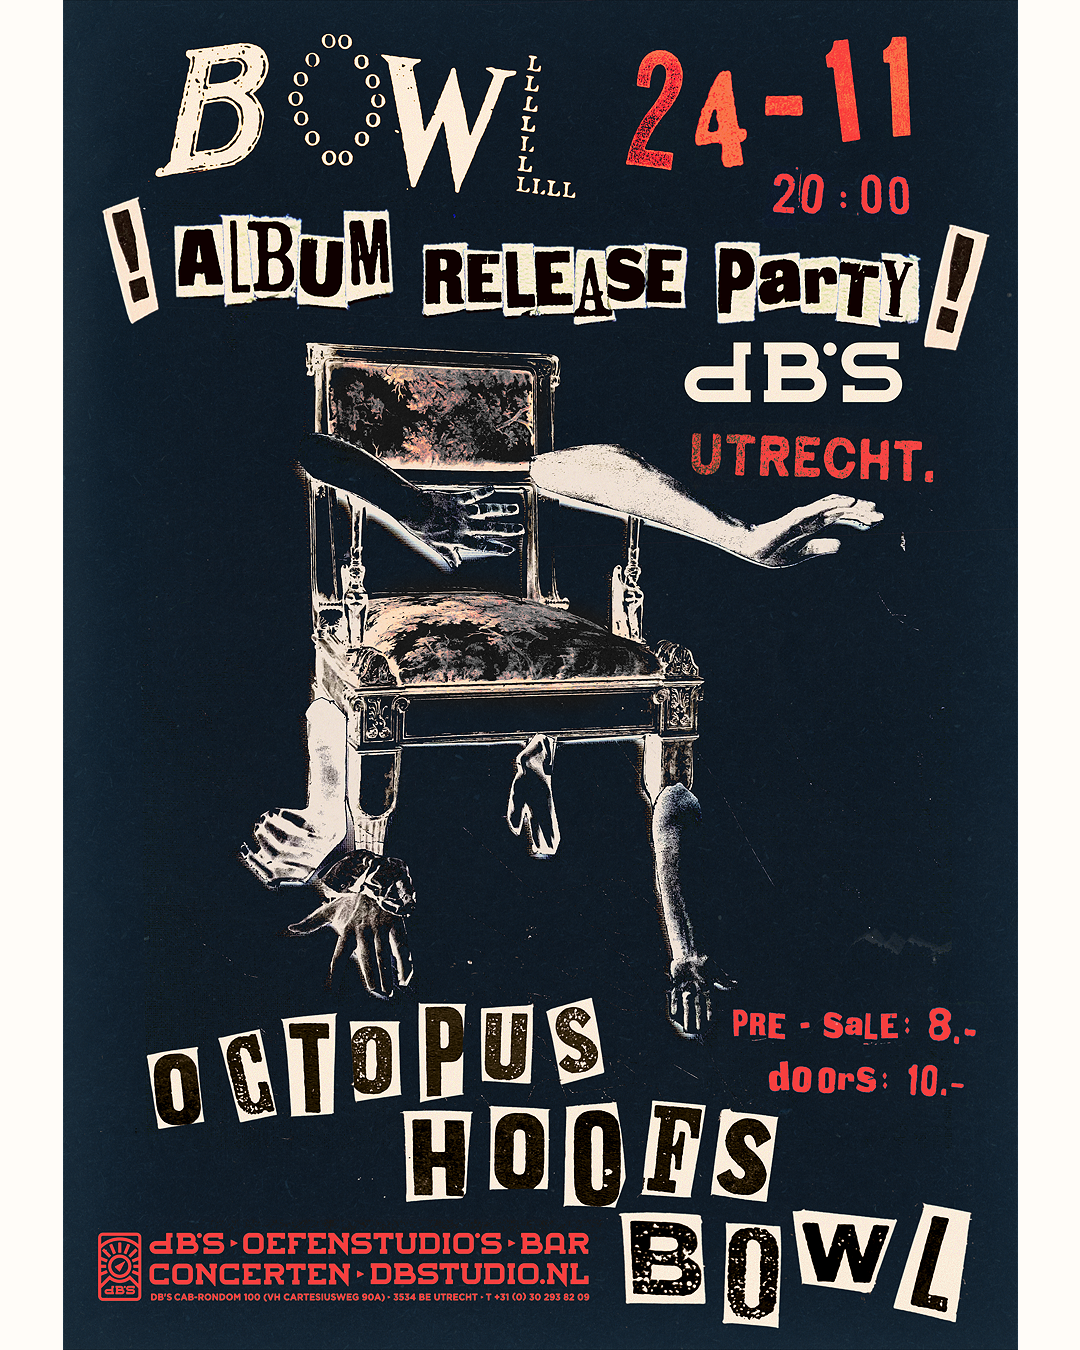 BOWL
24-11
20:00
! ALBUM RELEASE ParTY !
dB'S
UTRECHT.
PRE - SaLE: 8.-
doors: 10.-
OCTOPUS
HOOFS
BOWL
dB'S ▸ OEFENSTUDIO'S ▸ BAR
CONCERTEN ▸ DBSTUDIO.NL
DB'S CAB-RONDOM 100 (VH CARTESIUSWEG 90A) • 3534 BE UTRECHT • T +31 (0) 30 293 82 09
dB'S